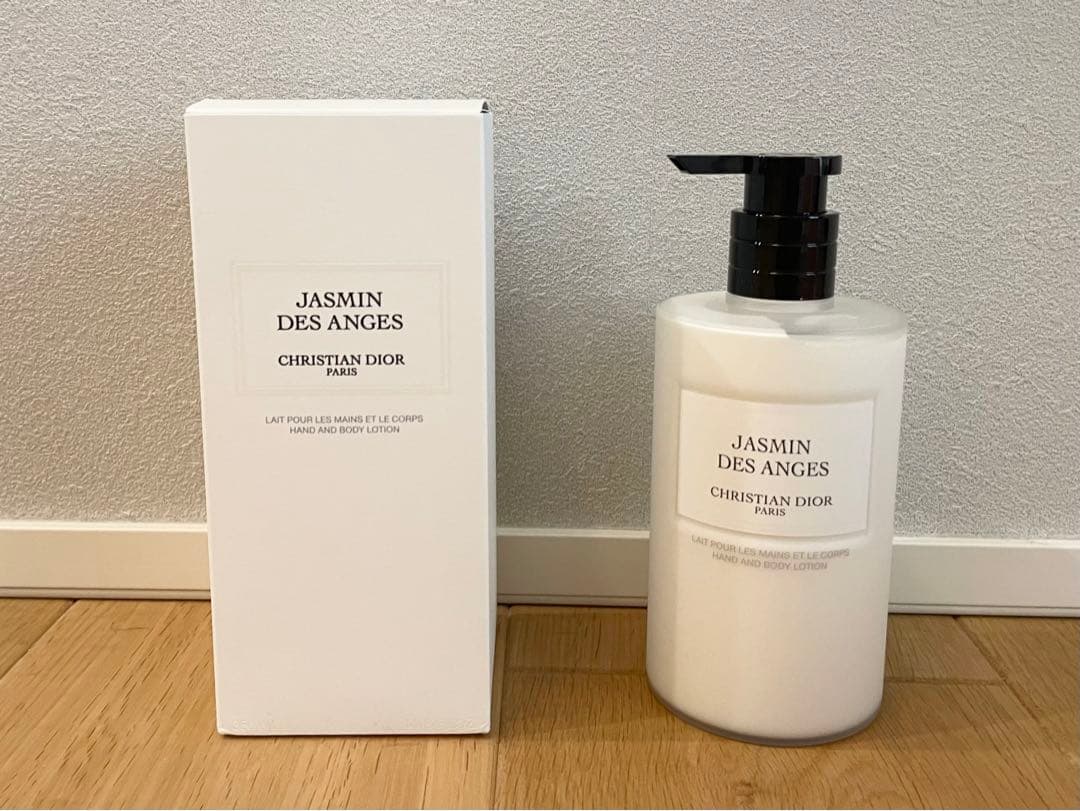 JASMIN
DES ANGES
CHRISTIAN DIOR
PARIS
LAIT POUR LES MAINS ET LE CORPS
HAND AND BODY LOTION
JASMIN
DES ANGES
CHRISTIAN DIOR
PARIS
LAIT POUR LES MAINS ET LE CORPS
HAND AND BODY LOTION